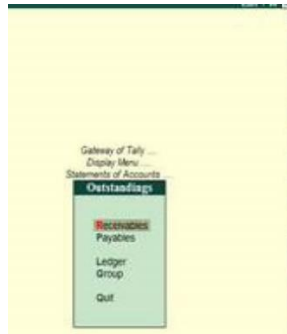 Gateway of Tally ....
Display Menu ....
Statements of Accounts ....
Outstandings
Receivables
Payables
Ledger
Group
Quit